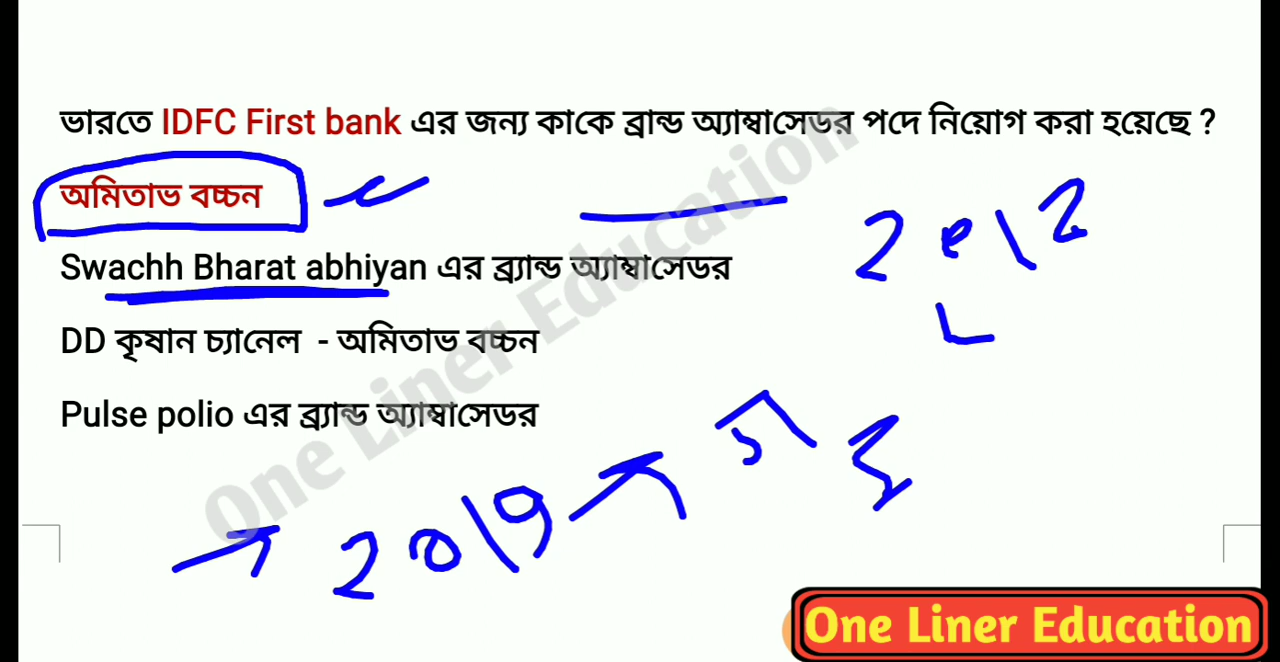 ভারতে IDFC First bank এর জন্য কাকে ব্রান্ড অ্যাম্বাসেডর পদে নিয়োগ করা হয়েছে ?
অমিতাভ বচ্চন
Swachh Bharat abhiyan এর ব্র্যান্ড অ্যাম্বাসেডর
DD কৃষান চ্যানেল - অমিতাভ বচ্চন
Pulse polio এর ব্র্যান্ড অ্যাম্বাসেডর
2019
One Liner Education
One Liner Education